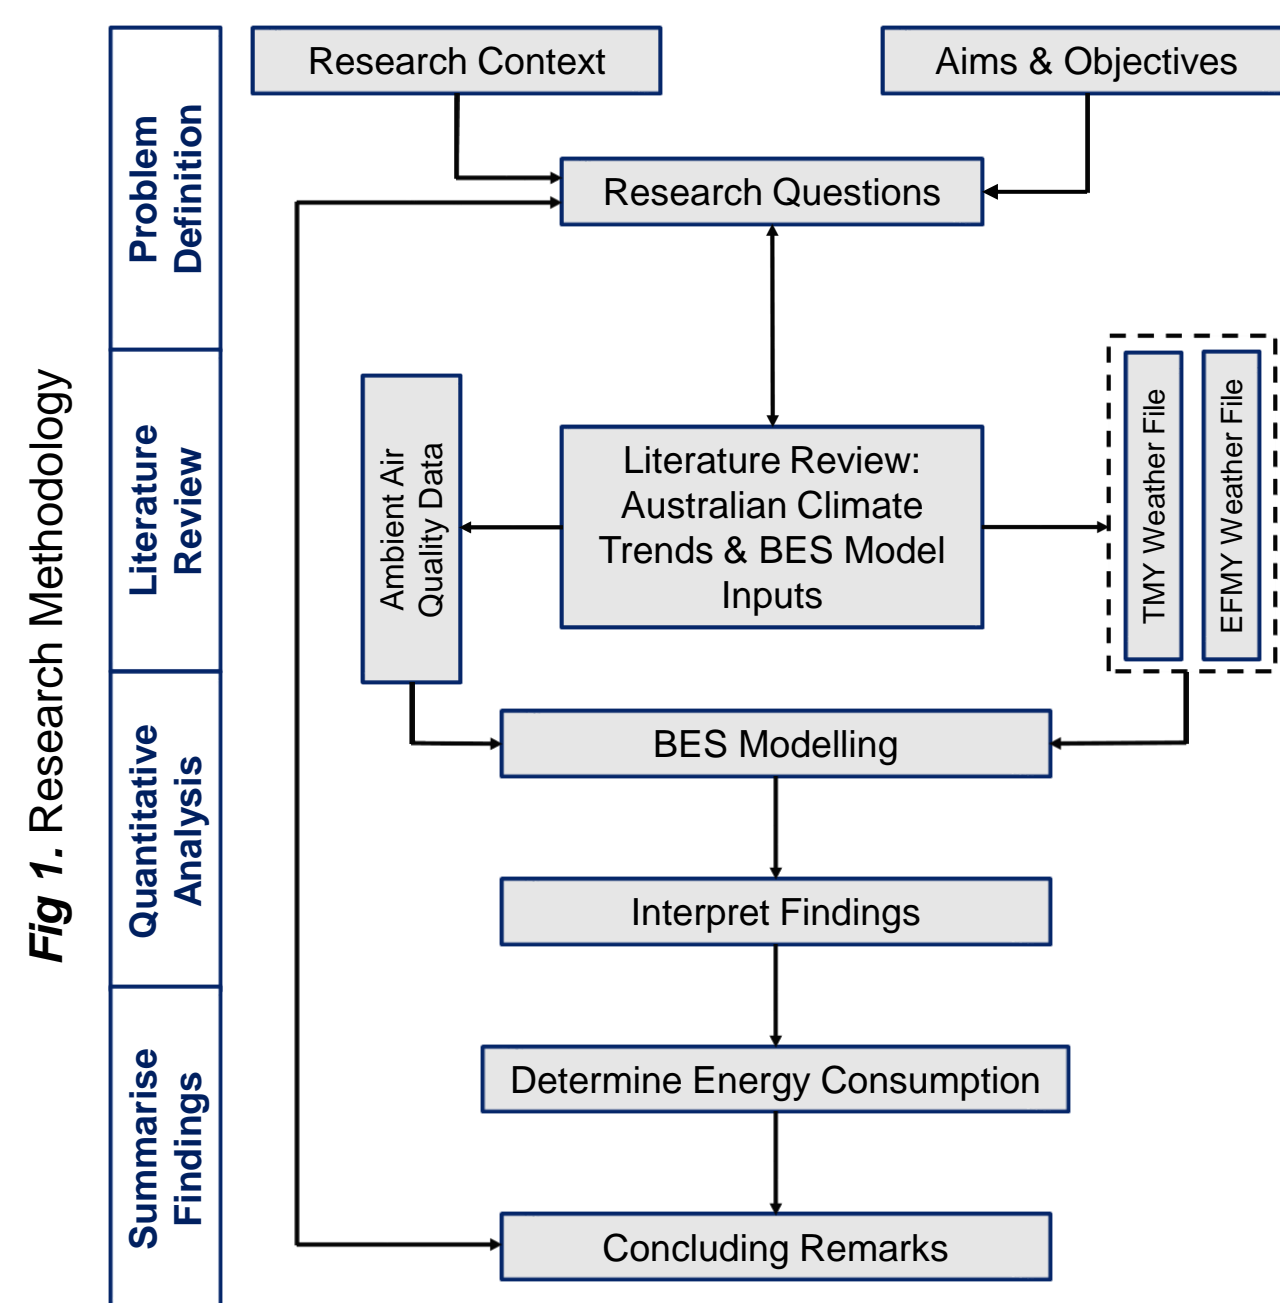 Fig 1. Research Methodology
Problem
Definition
Research Context
Aims & Objectives
Research Questions
Literature
Review
Ambient Air
Quality Data
Literature Review:
Australian Climate
Trends & BES Model
Inputs
TMY Weather File
EFMY Weather File
Quantitative
Analysis
BES Modelling
Interpret Findings
Summarise
Findings
Determine Energy Consumption
Concluding Remarks